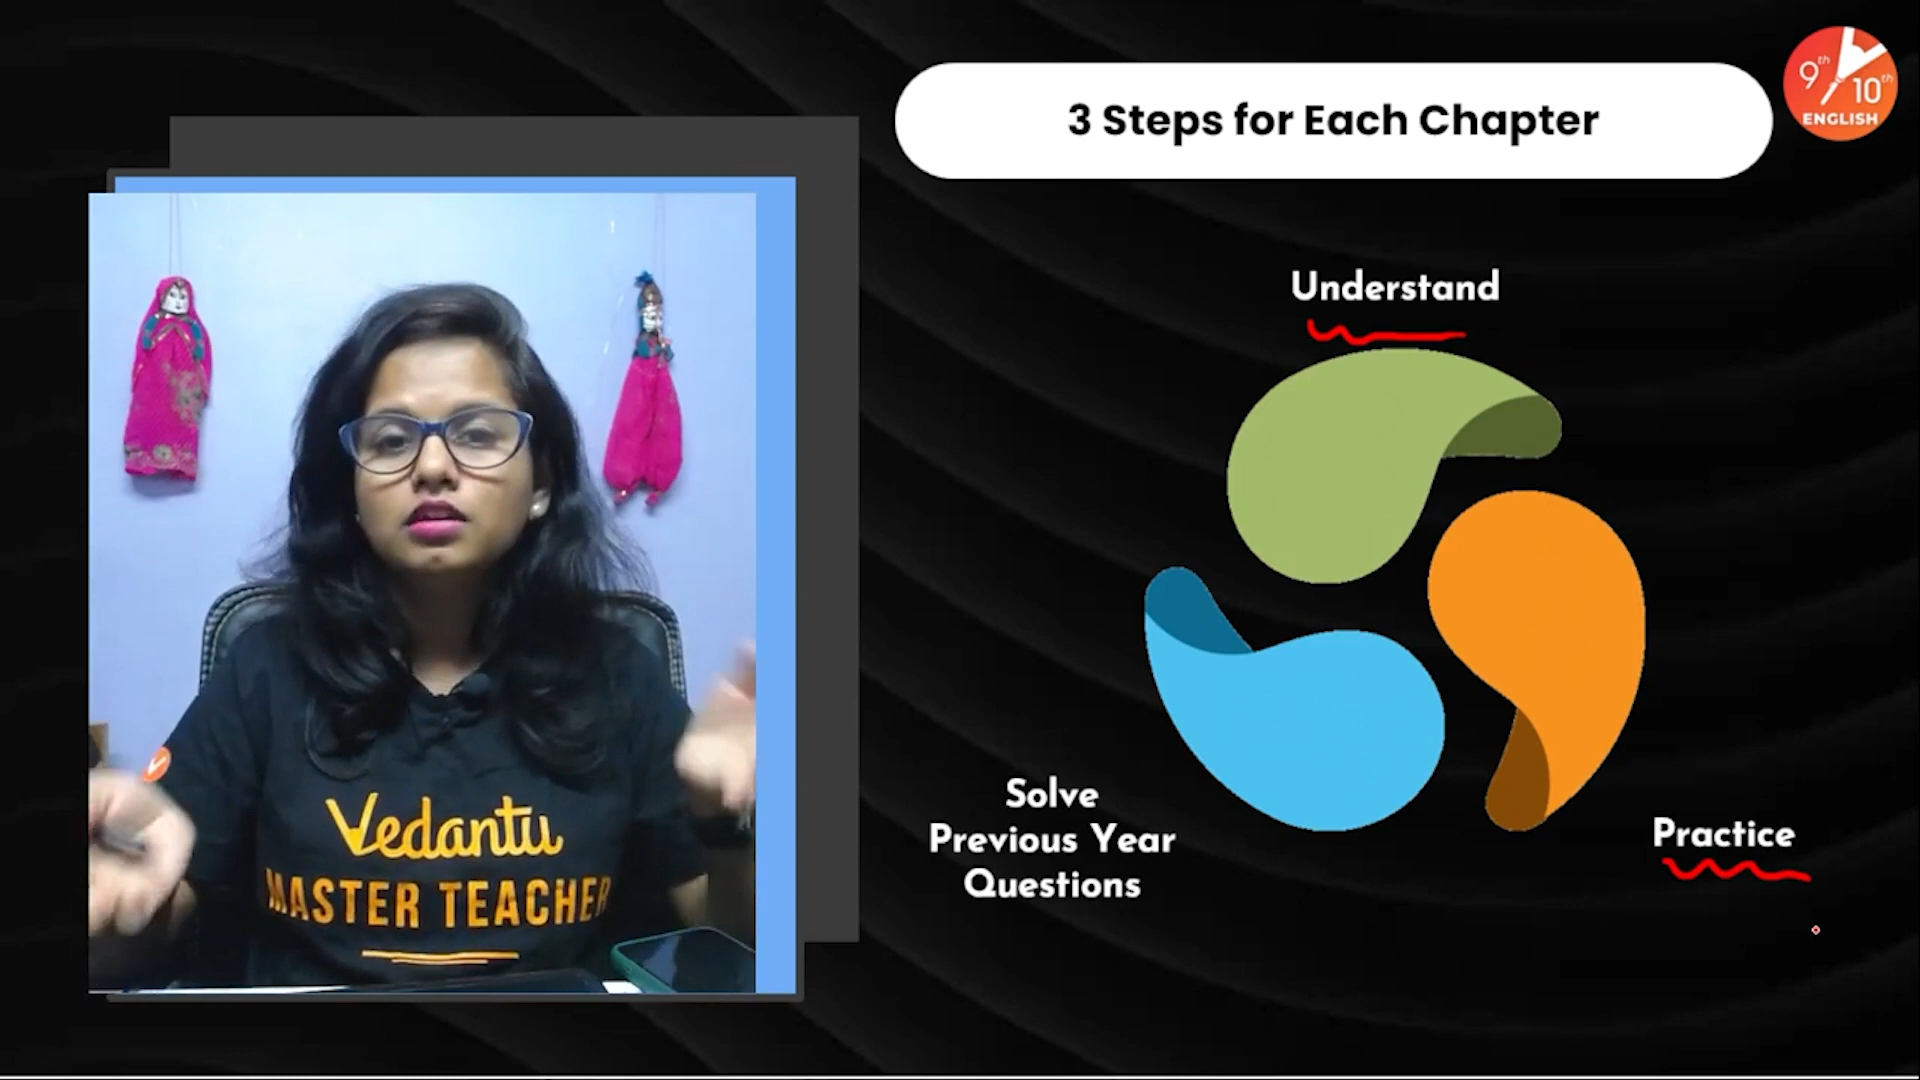 3 Steps for Each Chapter
9th
10th
ENGLISH
Understand
Solve
Previous Year
Questions
Practice
Vedantu
MASTER TEACHER